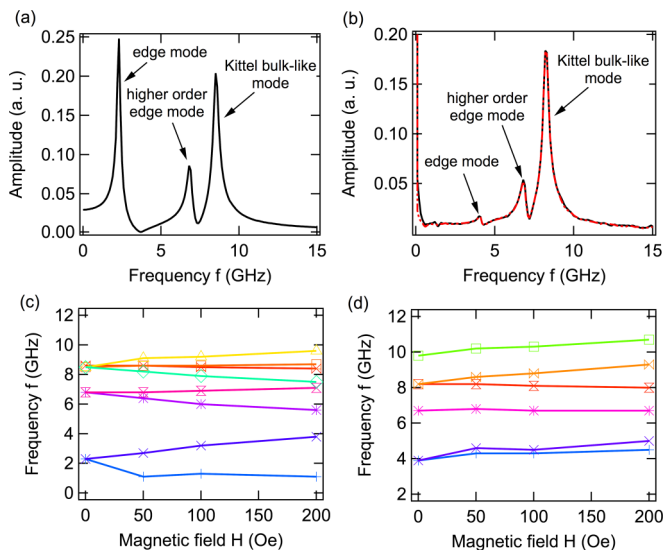 (a)
Amplitude (a. u.)
0.25
0.20
0.15
0.10
0.05
0.00
edge mode
higher order
edge mode
Kittel bulk-like
mode
0
5
10
15
Frequency f (GHz)
(b)
Amplitude (a. u.)
0.20
0.15
0.10
0.05
Kittel bulk-like
mode
higher order
edge mode
edge mode
0
5
10
15
Frequency f (GHz)
(c)
Frequency f (GHz)
12
10
8
6
4
2
0
0
50
100
150
200
Magnetic field H (Oe)
(d)
Frequency f (GHz)
12
10
8
6
4
2
0
50
100
150
200
Magnetic field H (Oe)